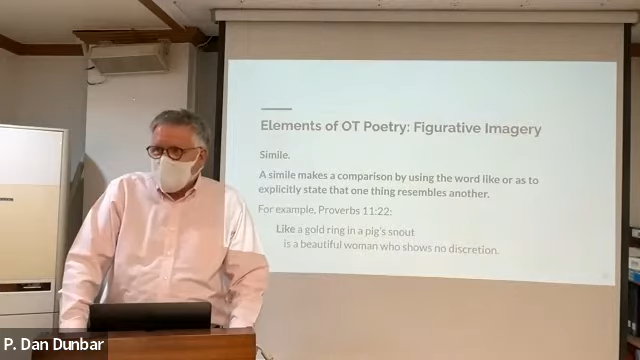 Elements of OT Poetry: Figurative Imagery
Simile.
A simile makes a comparison by using the word like or as to
explicitly state that one thing resembles another.
For example, Proverbs 11:22:
Like a gold ring in a pig's snout
is a beautiful woman who shows no discretion.
P. Dan Dunbar